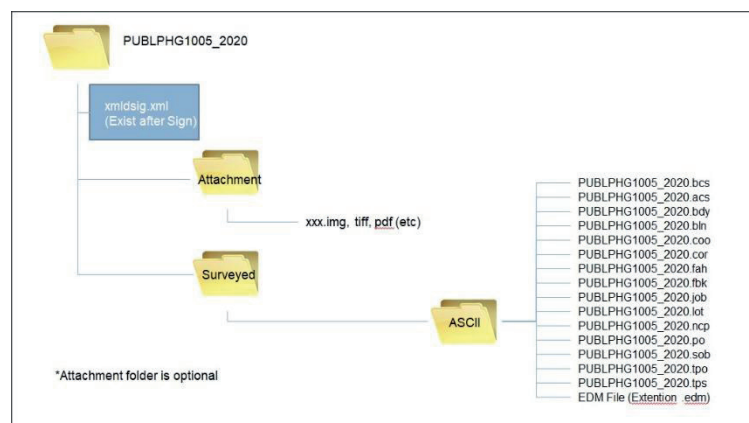 PUBLPHG1005_2020
xmldsig.xml
(Exist after Sign)
Attachment
xxx.img, tiff, pdf (etc)
Surveyed
ASCII
PUBLPHG1005_2020.bcs
PUBLPHG1005_2020.acs
PUBLPHG1005_2020.bdy
PUBLPHG1005_2020.bln
PUBLPHG1005_2020.coo
PUBLPHG1005_2020.cor
PUBLPHG1005_2020.fah
PUBLPHG1005_2020.fbk
PUBLPHG1005_2020.job
PUBLPHG1005_2020.lot
PUBLPHG1005_2020.ncp
PUBLPHG1005_2020.po
PUBLPHG1005_2020.sob
PUBLPHG1005_2020.tpo
PUBLPHG1005_2020.tps
EDM File (Extention .edm)
*Attachment folder is optional